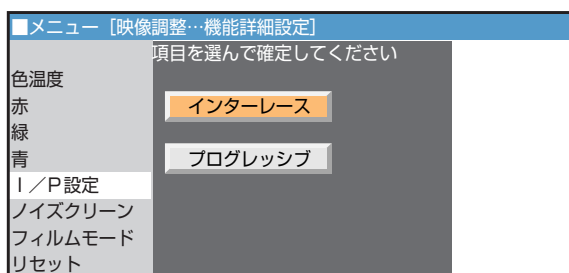 ■メニュー [映像調整…機能詳細設定]
項目を選んで確定してください
色温度
赤
緑
青
I／P設定
ノイズクリーン
フィルムモード
リセット
インターレース
プログレッシブ